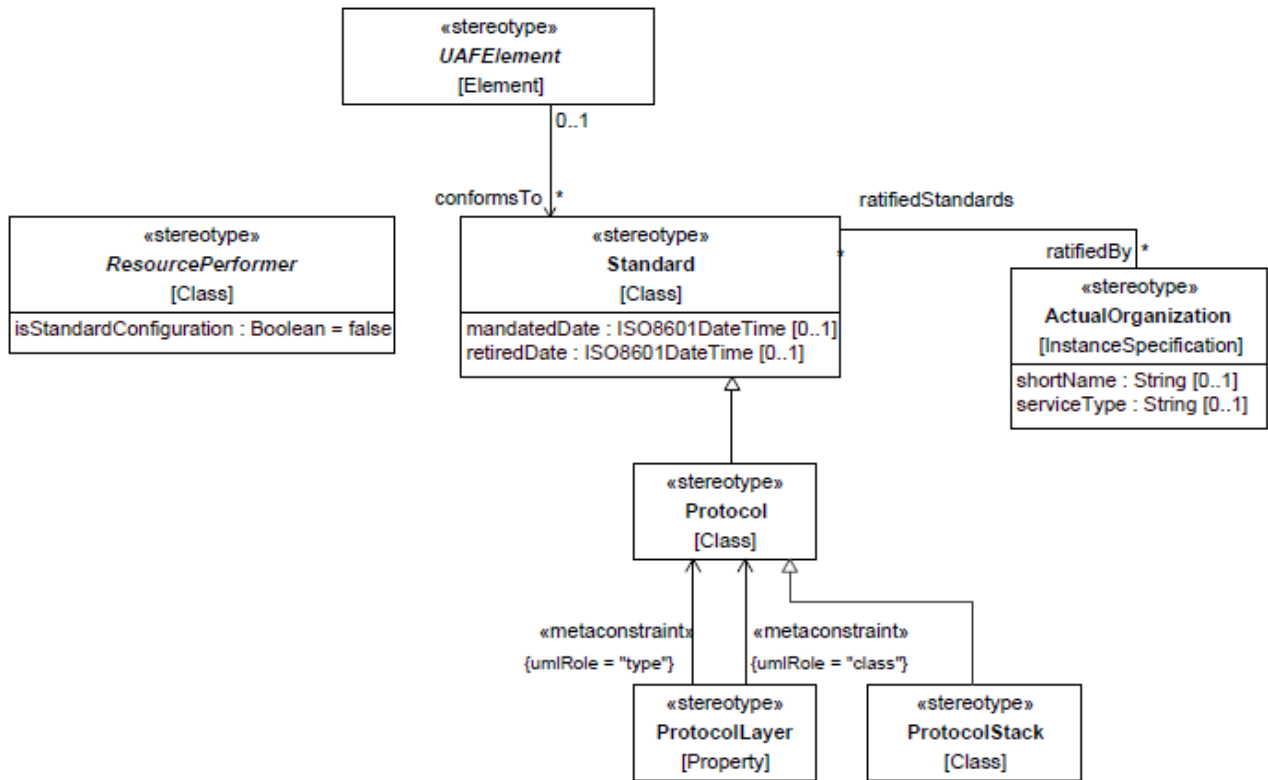 «stereotype»
UAFElement
[Element]
0..1
conformsTo *
ratifiedStandards
«stereotype»
ResourcePerformer
[Class]
isStandardConfiguration : Boolean = false
«stereotype»
Standard
[Class]
mandatedDate : ISO8601DateTime [0..1]
retiredDate : ISO8601DateTime [0..1]
*
ratifiedBy *
«stereotype»
ActualOrganization
[InstanceSpecification]
shortName : String [0..1]
serviceType : String [0..1]
«stereotype»
Protocol
[Class]
«metaconstraint»
{umlRole = "type"}
«metaconstraint»
{umlRole = "class"}
«stereotype»
ProtocolLayer
[Property]
«stereotype»
ProtocolStack
[Class]